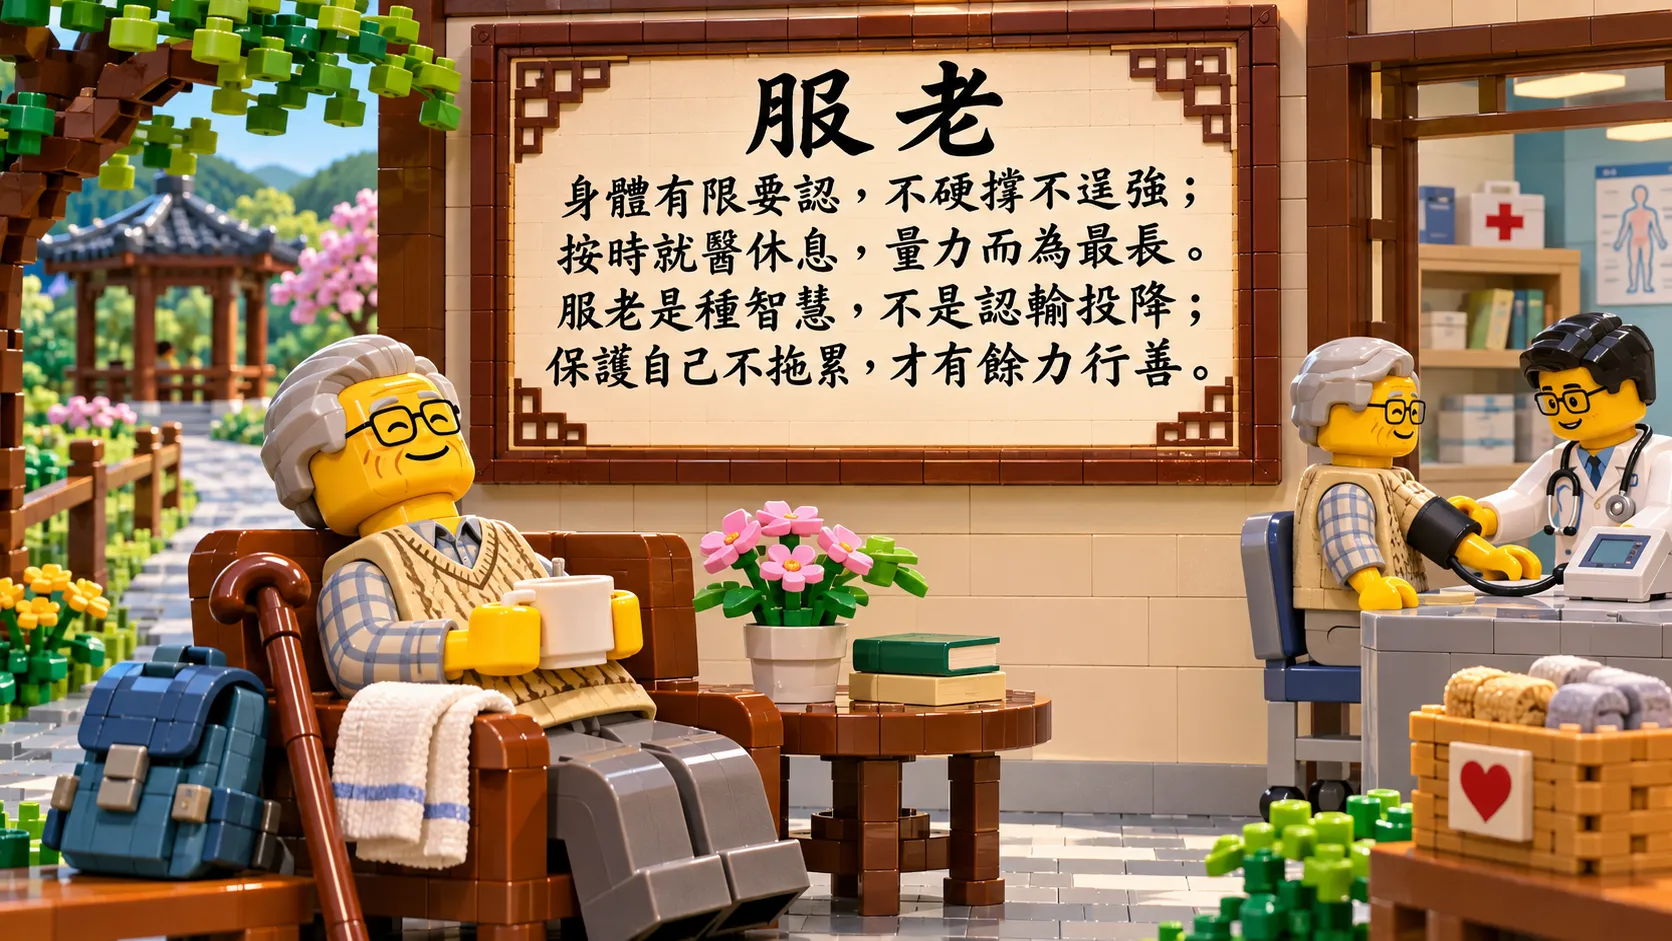 服老
身體有限要認，不硬撐不逞強；
按時就醫休息，量力而為最長。
服老是種智慧，不是認輸投降；
保護自己不拖累，才有餘力行善。